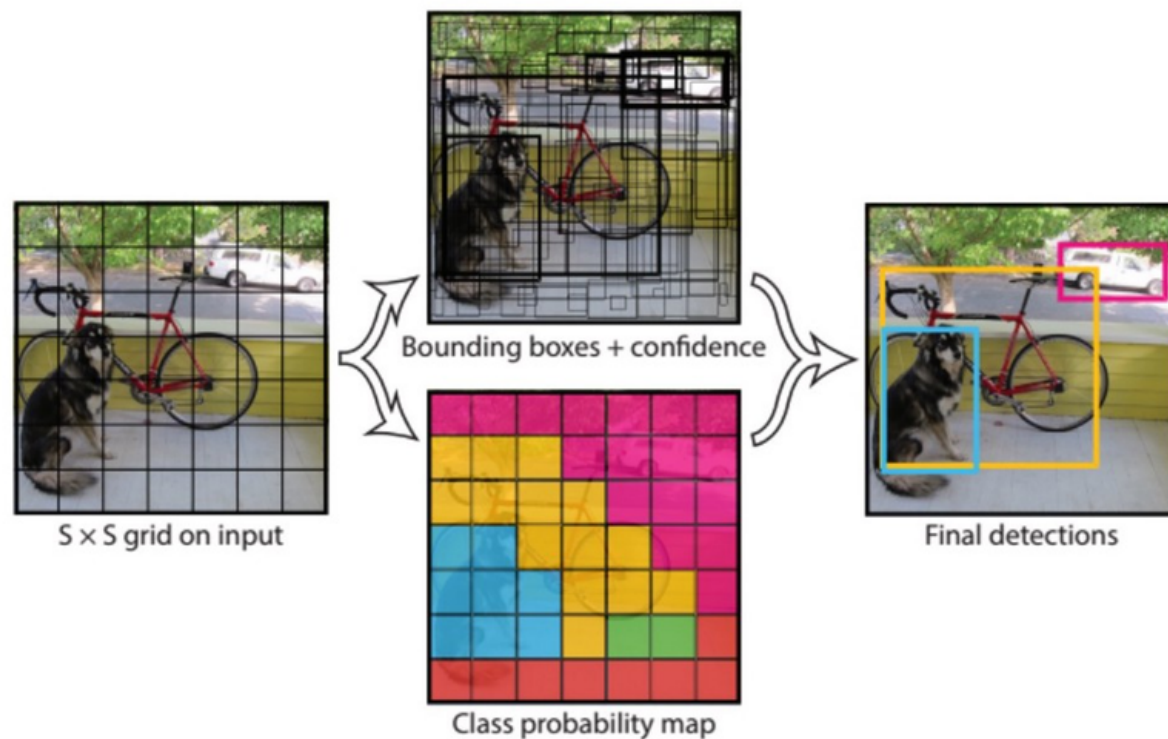 Bounding boxes + confidence
S × S grid on input
Final detections
Class probability map